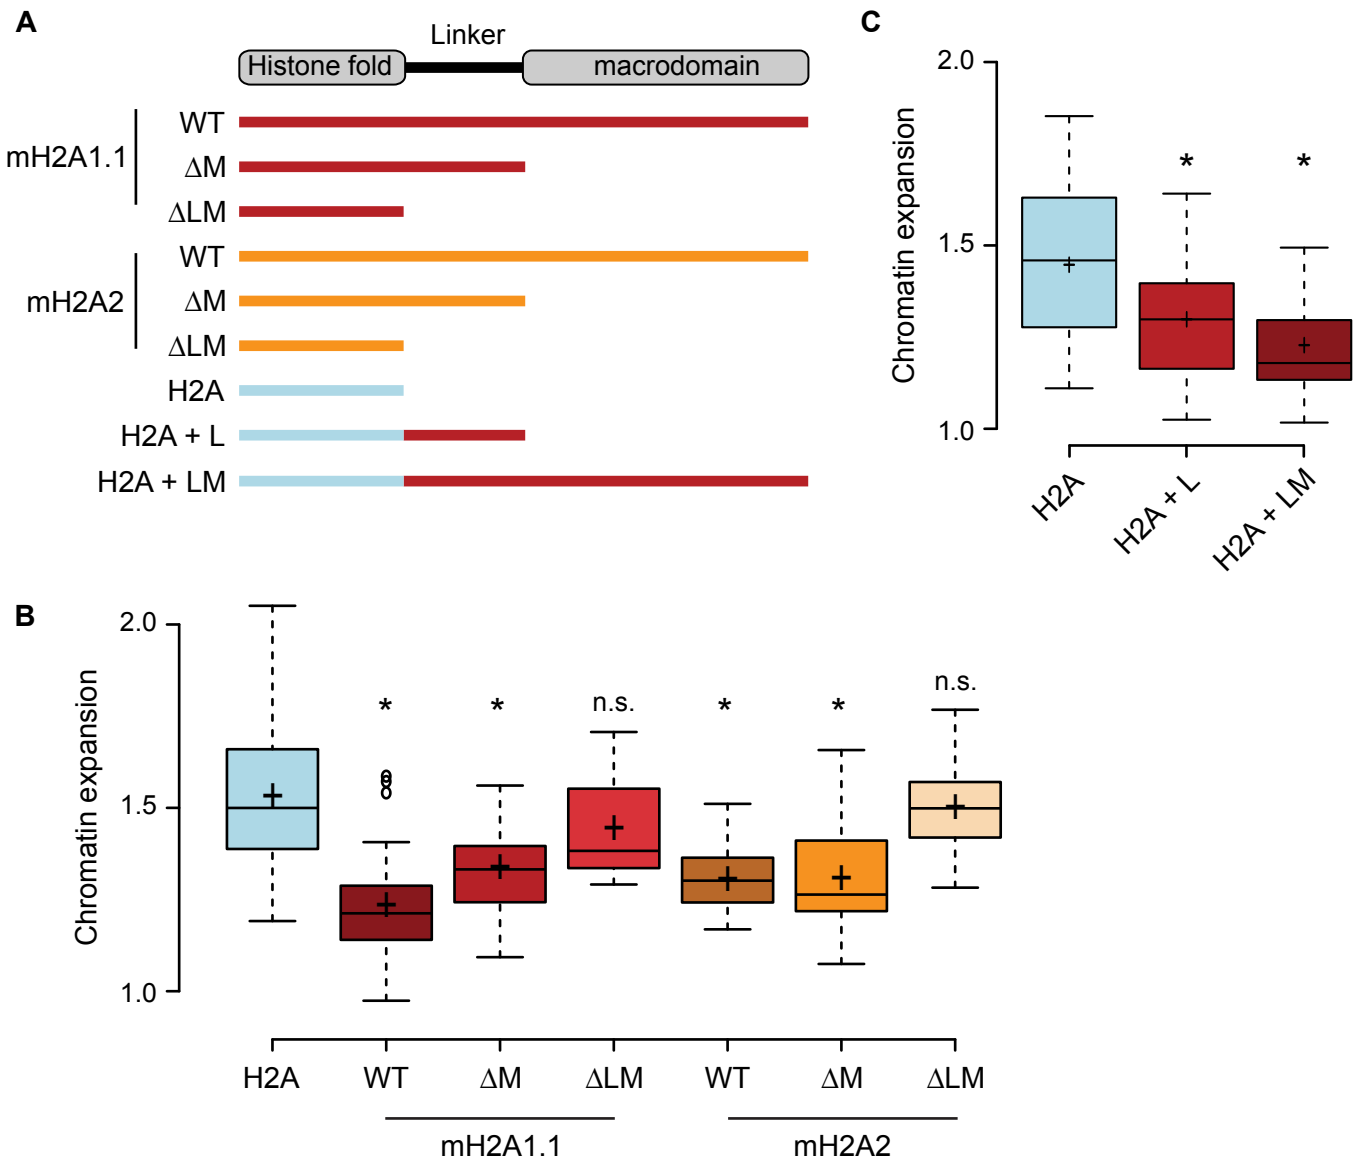 A
Linker
Histone fold
macrodomain
mH2A1.1
WT
ΔM
ΔLM
mH2A2
WT
ΔM
ΔLM
H2A
H2A + L
H2A + LM
C
Chromatin expansion
2.0
1.5
1.0
*
*
H2A
H2A + L
H2A + LM
B
Chromatin expansion
2.0
1.5
1.0
* * n.s. * * n.s.
H2A WT ΔM ΔLM WT ΔM ΔLM
mH2A1.1 mH2A2